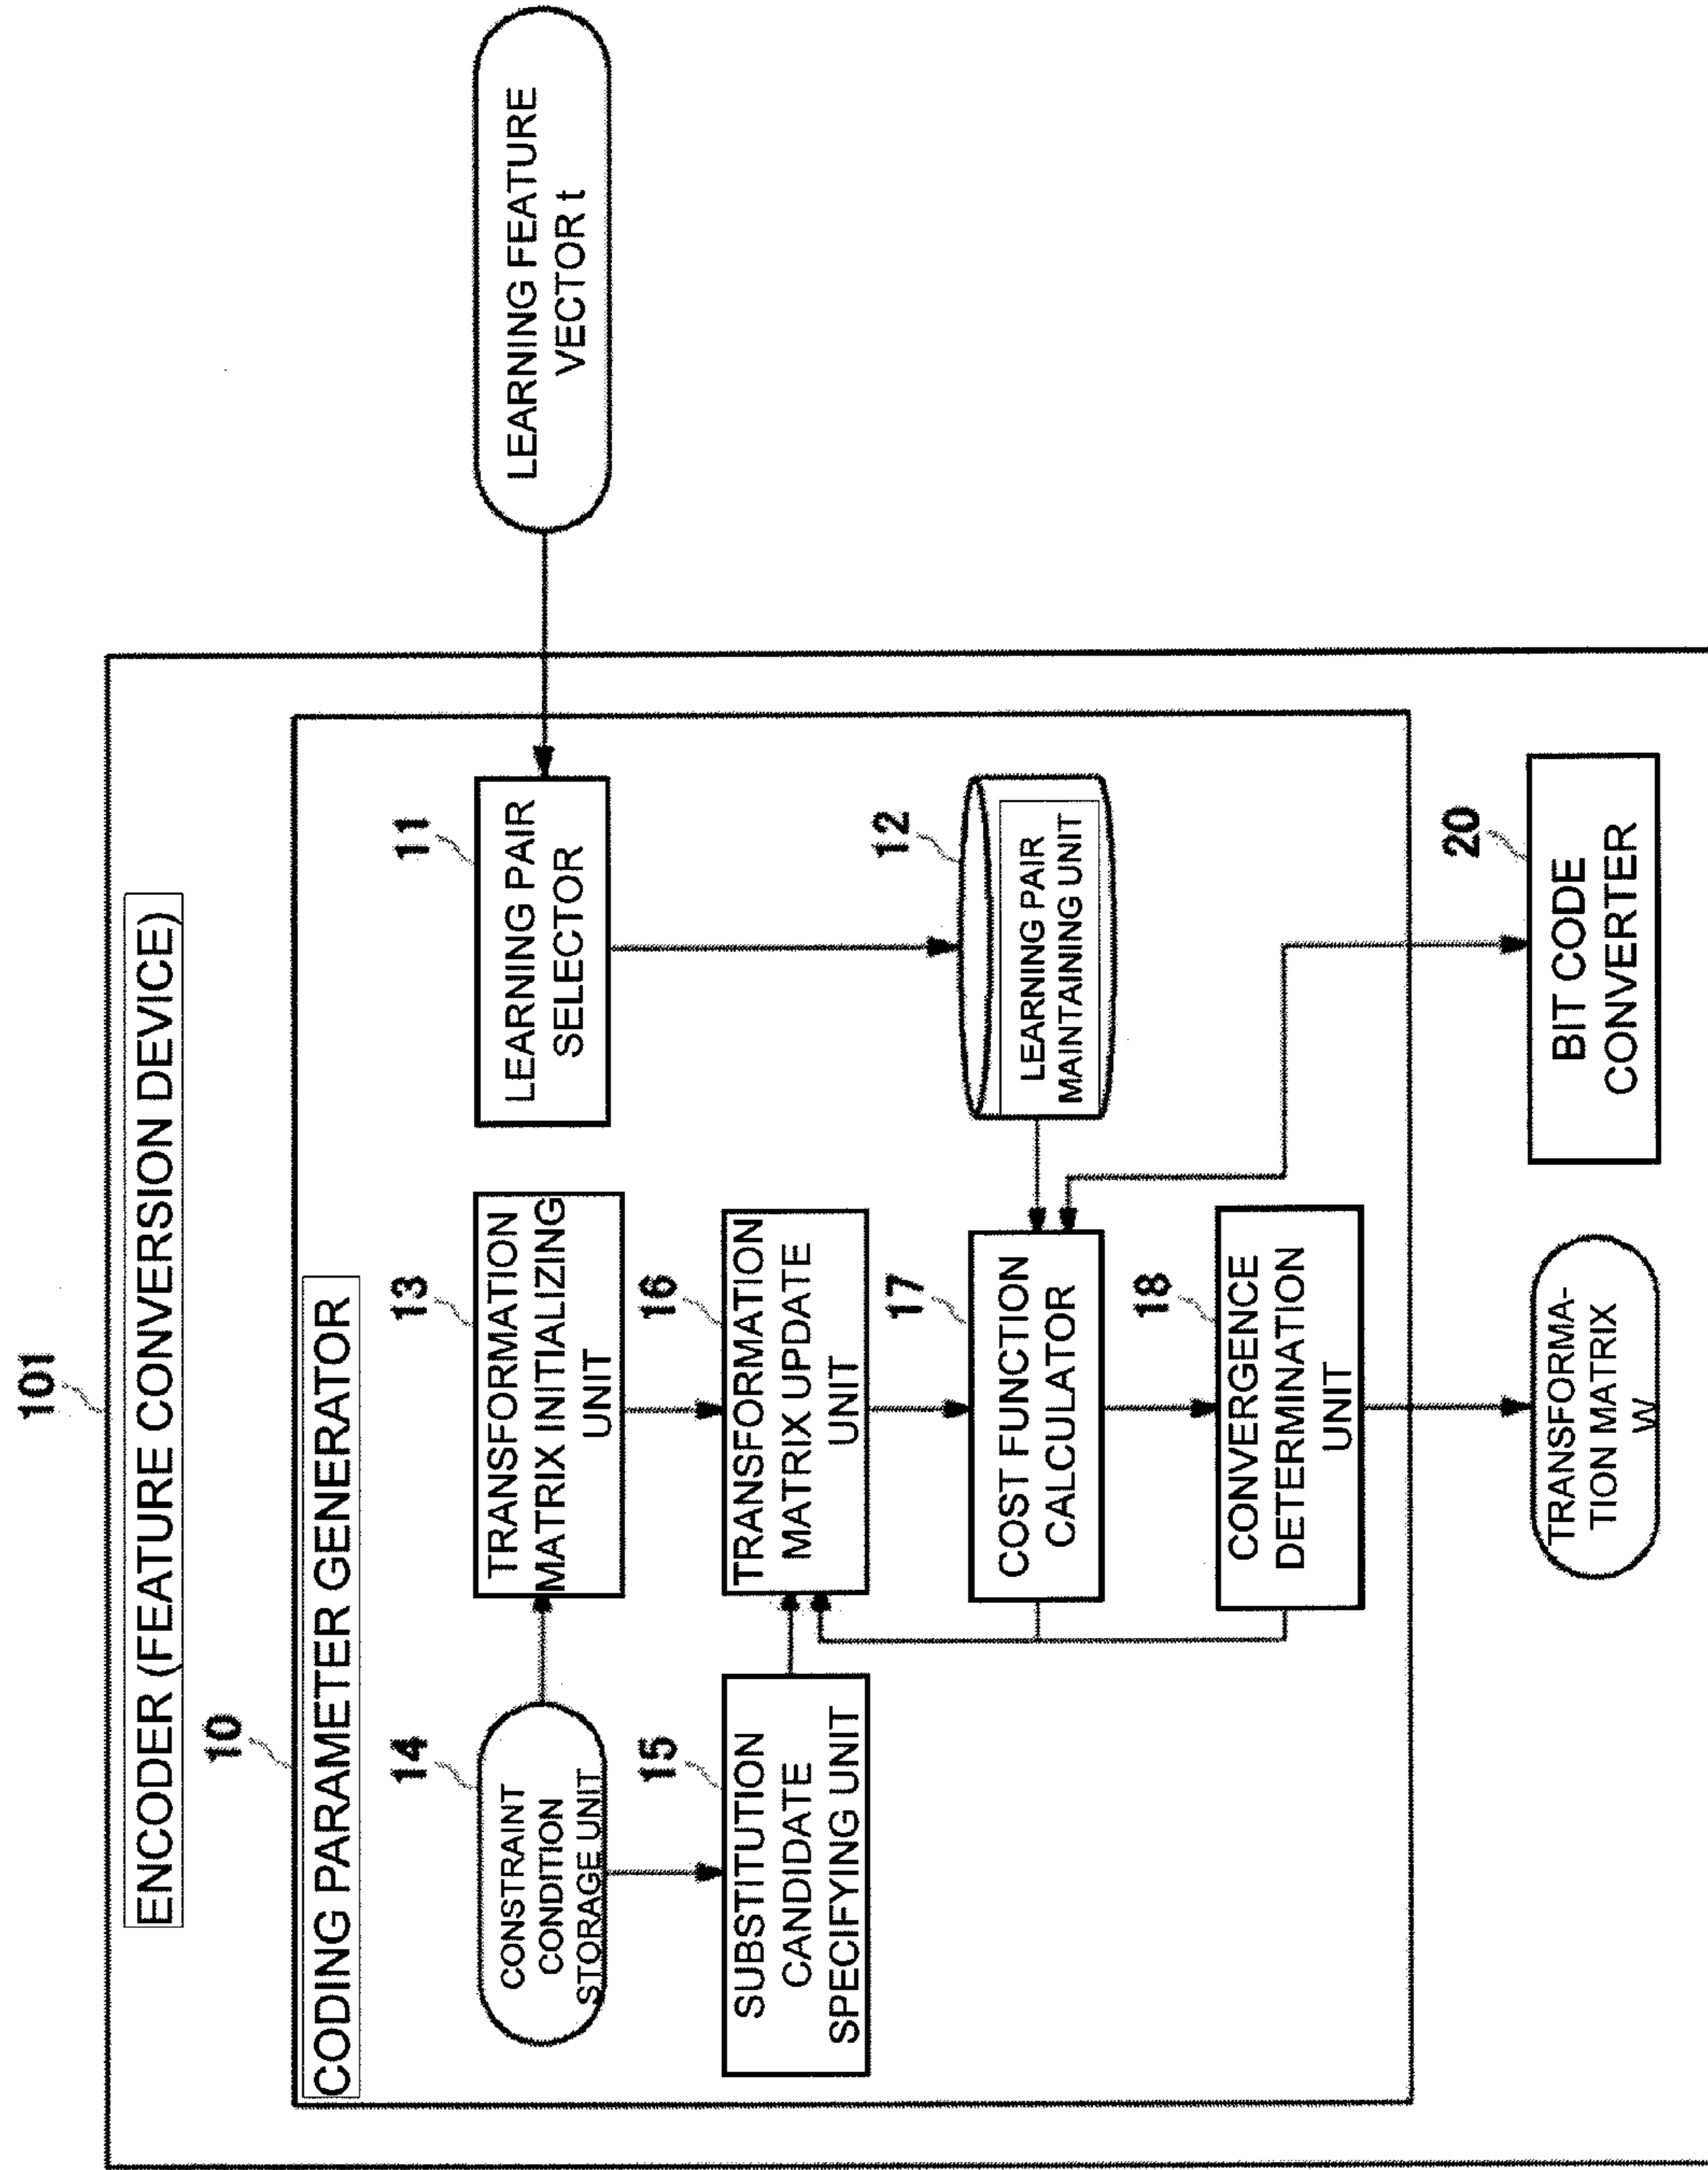 101
ENCODER (FEATURE CONVERSION DEVICE)
10
CODING PARAMETER GENERATOR
14
CONSTRAINT
CONDITION
STORAGE UNIT
13
TRANSFORMATION
MATRIX INITIALIZING
UNIT
11
LEARNING PAIR
SELECTOR
LEARNING FEATURE
VECTOR t
15
SUBSTITUTION
CANDIDATE
SPECIFYING UNIT
16
TRANSFORMATION
MATRIX UPDATE
UNIT
17
COST FUNCTION
CALCULATOR
12
LEARNING PAIR
MAINTAINING UNIT
18
CONVERGENCE
DETERMINATION
UNIT
TRANSFORMA-
TION MATRIX
W
20
BIT CODE
CONVERTER